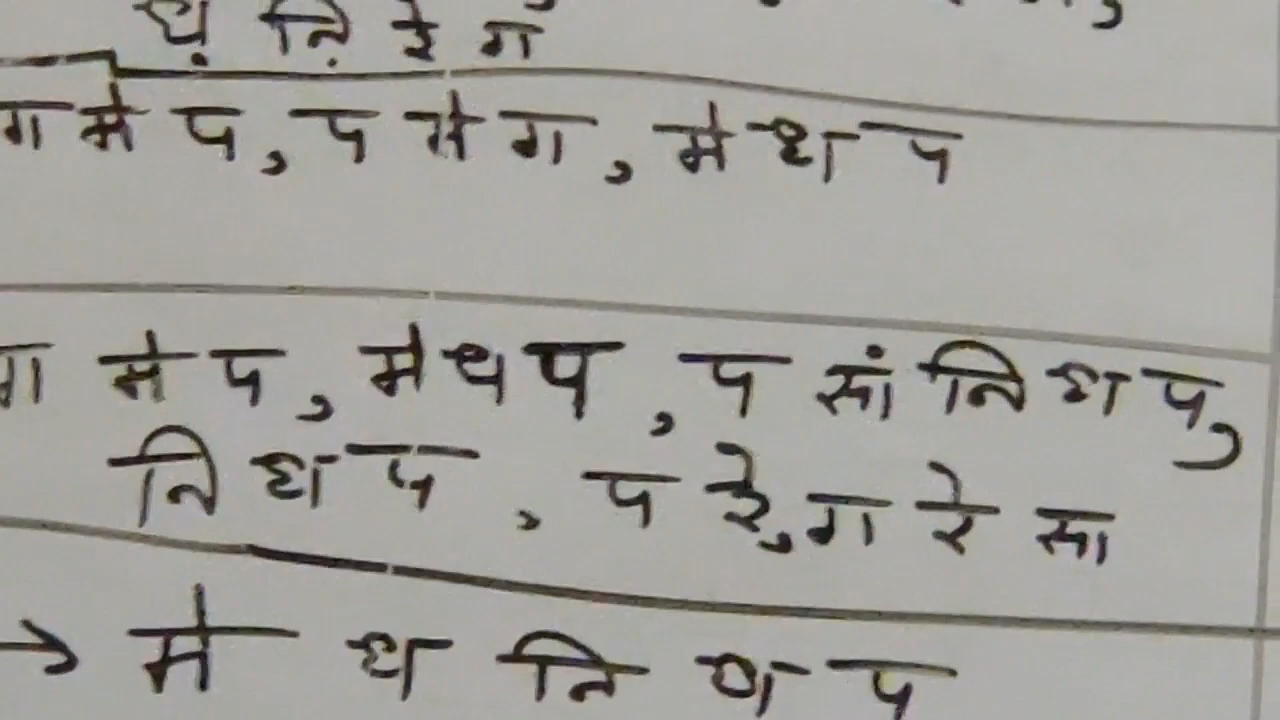 ध़ नि़ रे ग
ग मे प, प मे ग, मे ध प
ग मे प, मे ध प, प सां नि ध प,
नि ध प, प रे, ग रे सा
→ मे ध नि ध प